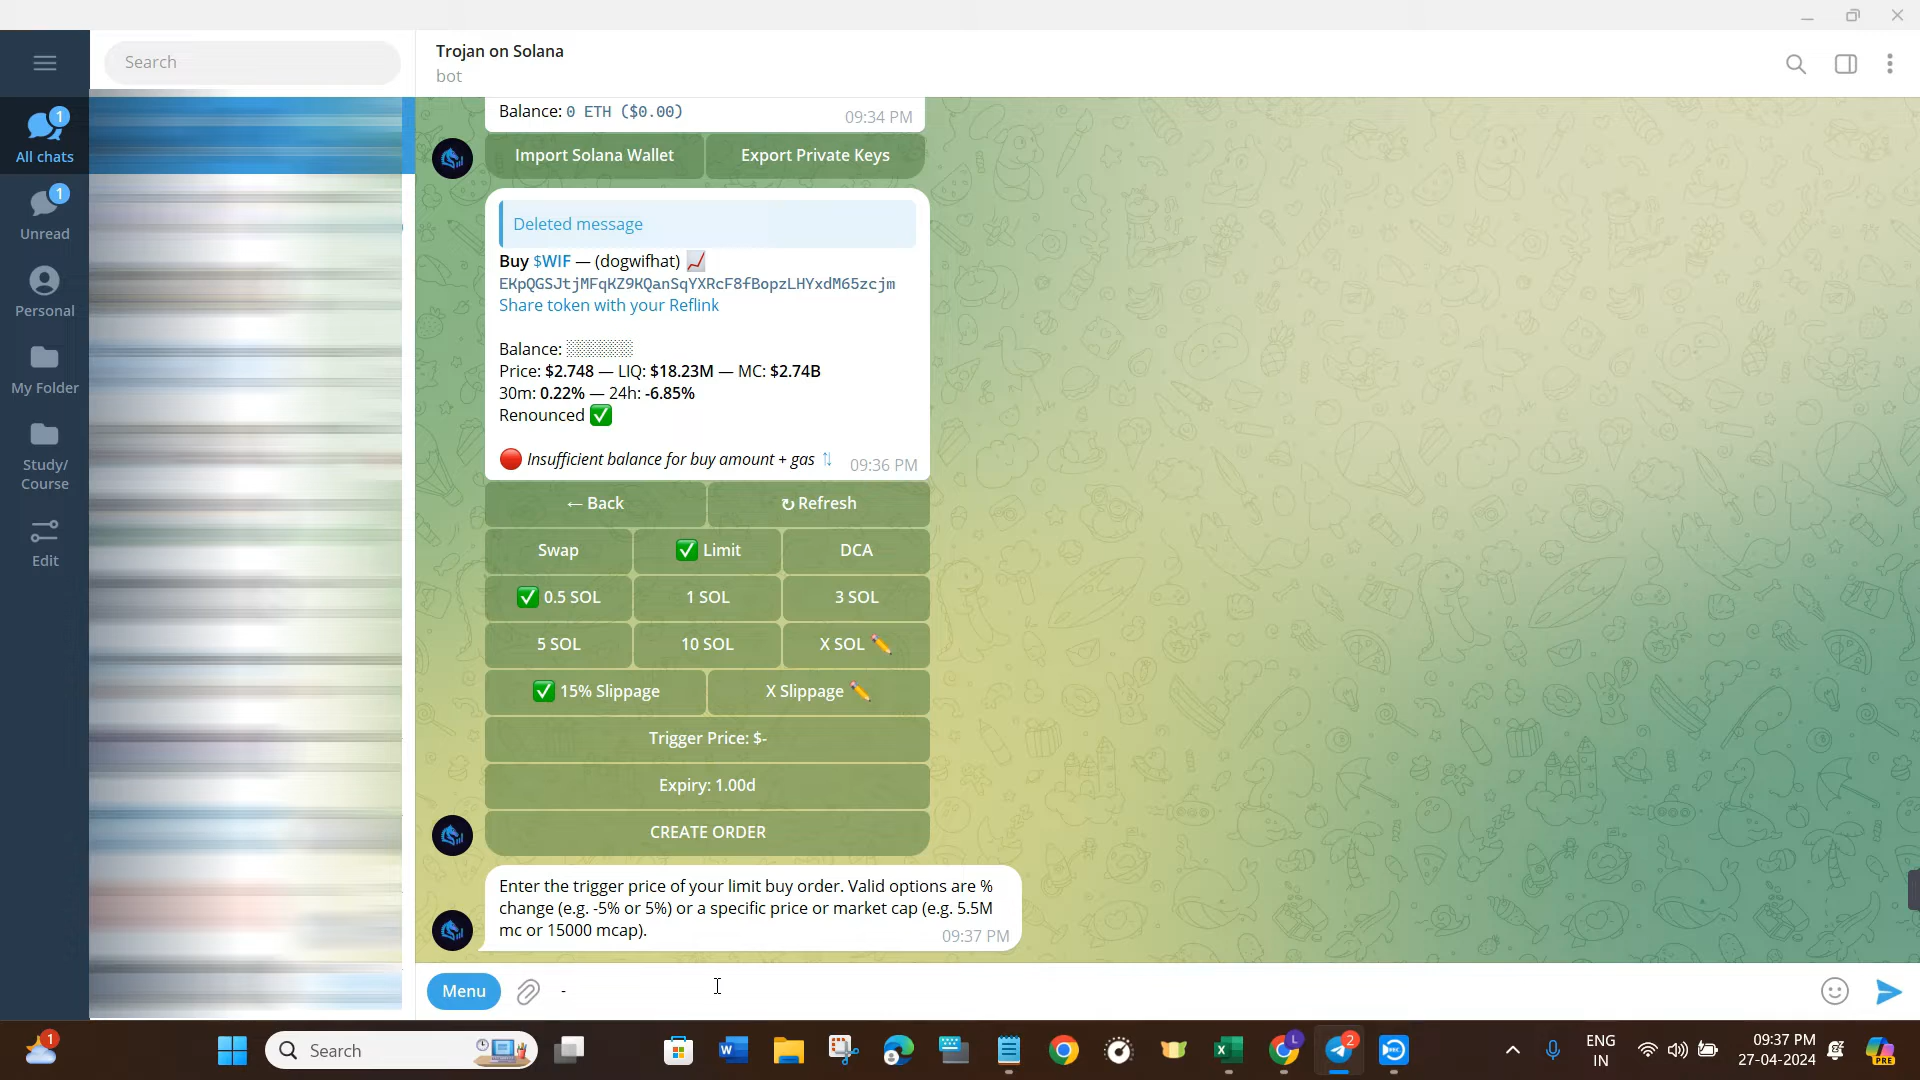 Search
Trojan on Solana
bot
1
All chats
1
Unread
Personal
My Folder
Study/
Course
Edit
Balance: 0 ETH ($0.00)
09:34 PM
Import Solana Wallet
Export Private Keys
Deleted message
Buy $WIF — (dogwifhat) 📈
EKpQGSJtjMFqKZ9KQanSqYXRcF8fBopzLHYxdM65zcjm
Share token with your Reflink
Balance:
Price: $2.748 — LIQ: $18.23M — MC: $2.74B
30m: 0.22% — 24h: -6.85%
Renounced ✅
🔴 Insufficient balance for buy amount + gas ⇅
09:36 PM
← Back
↻ Refresh
Swap
✅ Limit
DCA
✅ 0.5 SOL
1 SOL
3 SOL
5 SOL
10 SOL
X SOL ✏️
✅ 15% Slippage
X Slippage ✏️
Trigger Price: $-
Expiry: 1.00d
CREATE ORDER
Enter the trigger price of your limit buy order. Valid options are %
change (e.g. -5% or 5%) or a specific price or market cap (e.g. 5.5M
mc or 15000 mcap).
09:37 PM
Menu
-
1
Search
W
X
L
2
REC
ENG
IN
09:37 PM
27-04-2024
PRE